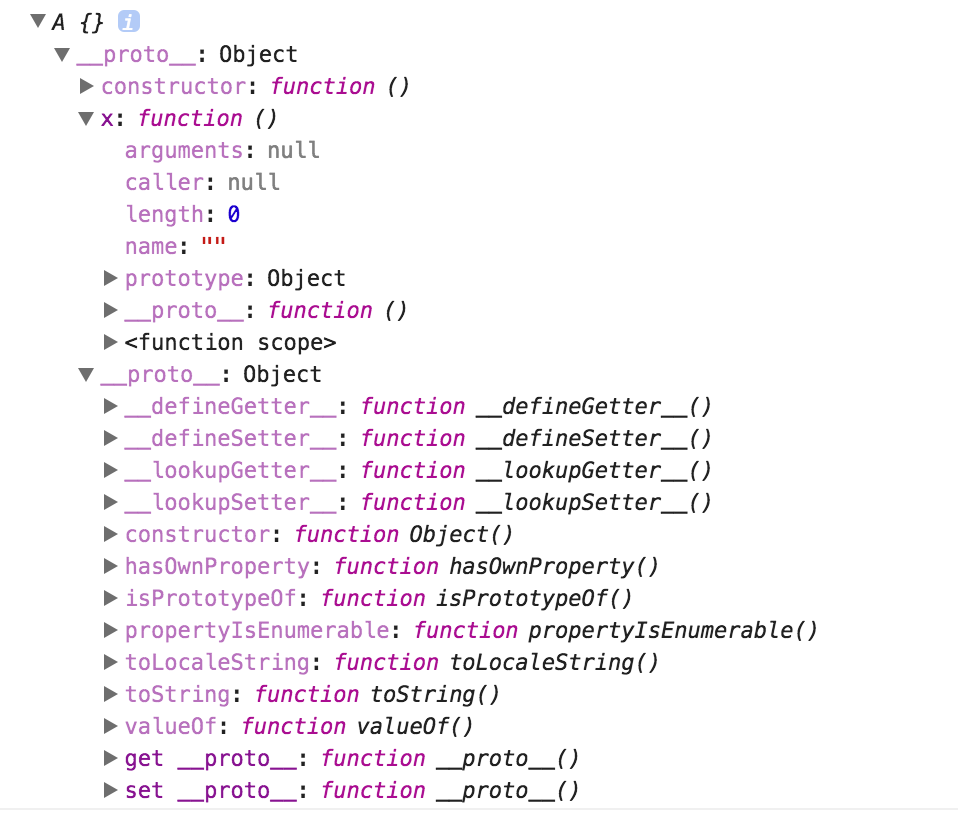 A {} i
__proto__: Object
constructor: function ()
x: function ()
arguments: null
caller: null
length: 0
name: ""
prototype: Object
__proto__: function ()
<function scope>
__proto__: Object
__defineGetter__: function __defineGetter__()
__defineSetter__: function __defineSetter__()
__lookupGetter__: function __lookupGetter__()
__lookupSetter__: function __lookupSetter__()
constructor: function Object()
hasOwnProperty: function hasOwnProperty()
isPrototypeOf: function isPrototypeOf()
propertyIsEnumerable: function propertyIsEnumerable()
toLocaleString: function toLocaleString()
toString: function toString()
valueOf: function valueOf()
get __proto__: function __proto__()
set __proto__: function __proto__()